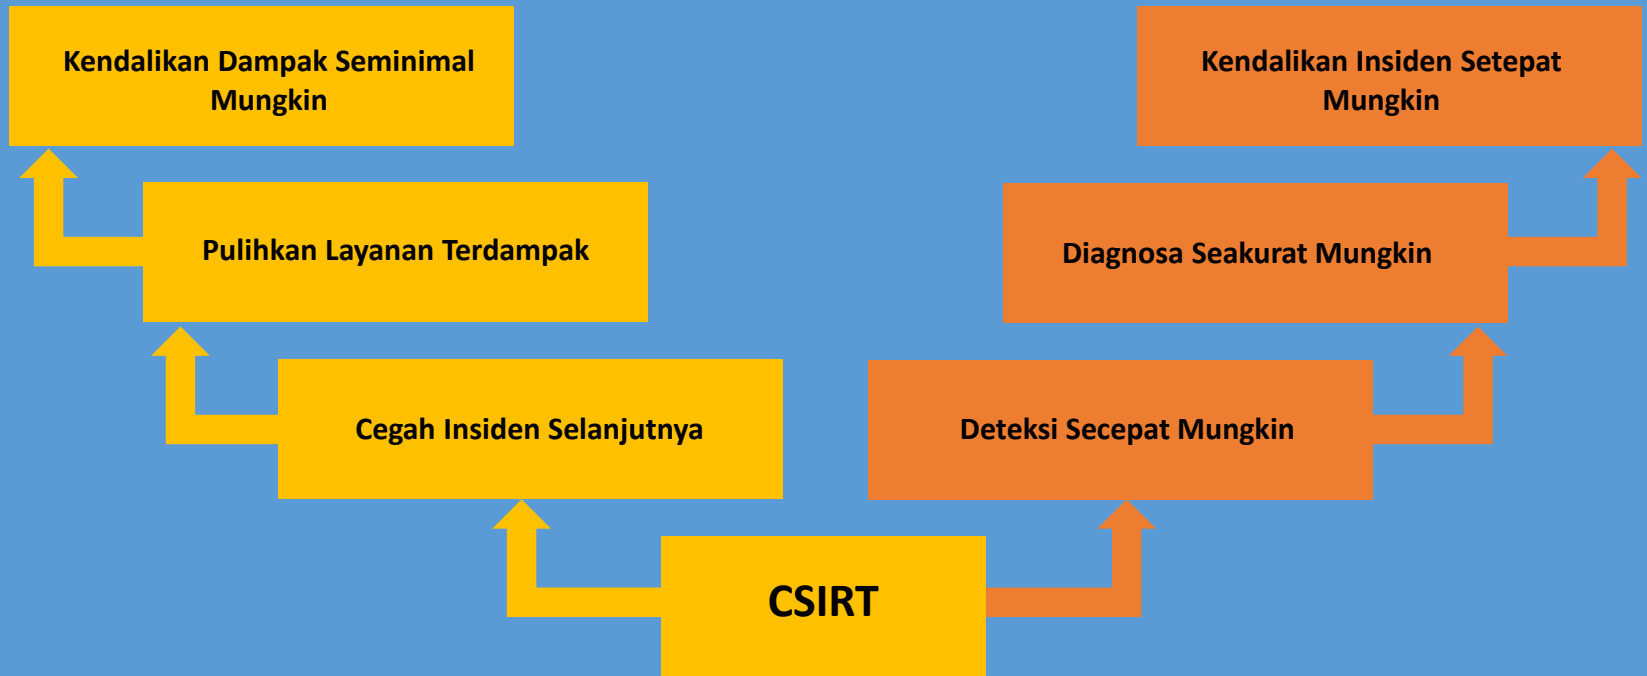 Kendalikan Dampak Seminimal
Mungkin
Kendalikan Insiden Setepat
Mungkin
Pulihkan Layanan Terdampak
Diagnosa Seakurat Mungkin
Cegah Insiden Selanjutnya
Deteksi Secepat Mungkin
CSIRT